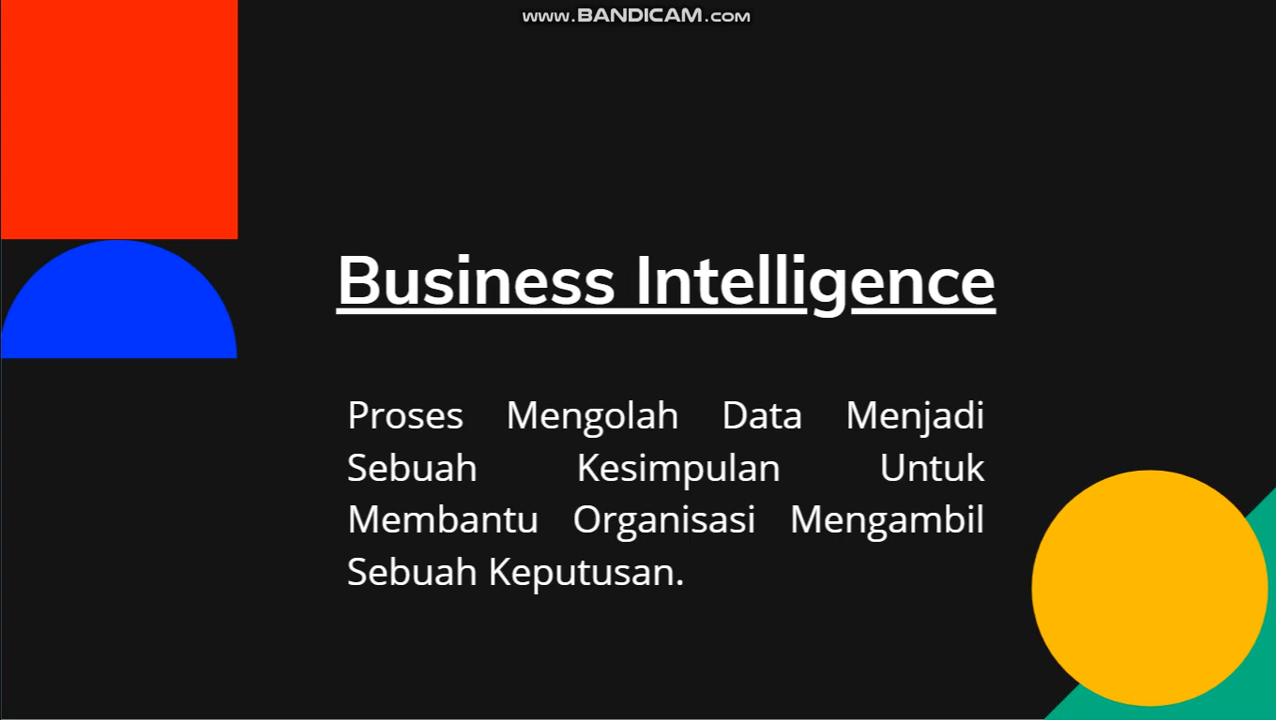 www.BANDICAM.com
Business Intelligence
Proses Mengolah Data Menjadi
Sebuah Kesimpulan Untuk
Membantu Organisasi Mengambil
Sebuah Keputusan.